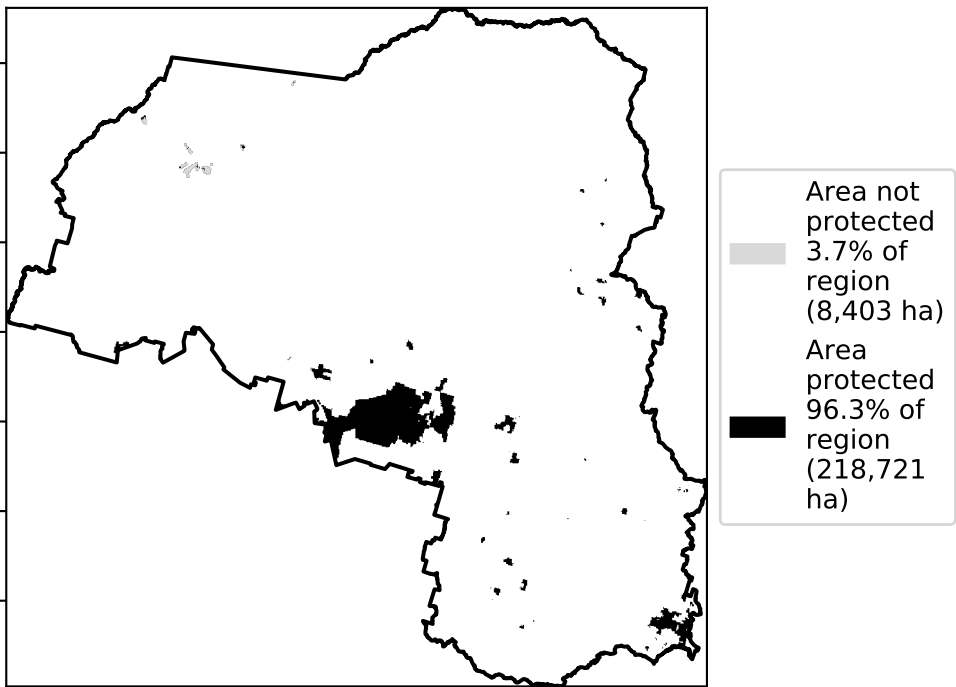 Area not
protected
3.7% of
region
(8,403 ha)
Area
protected
96.3% of
region
(218,721
ha)